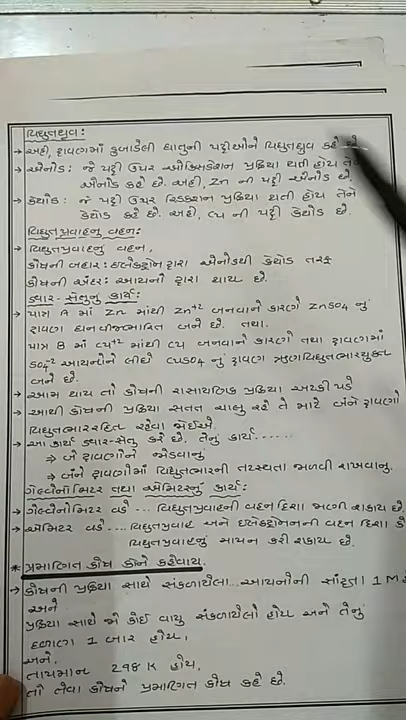 વિદ્યુતધ્રુવ:
→ અહીં, દ્રાવણમાં ડુબાડેલી ધાતુની પટ્ટીઓને વિદ્યુતધ્રુવ કહે છે.
→ એનોડ: જે પટ્ટી ઉપર ઓક્સિડેશન પ્રક્રિયા થતી હોય તેને
એનોડ કહે છે. અહીં, Zn ની પટ્ટી એનોડ છે.
→ કેથોડ: જે પટ્ટી ઉપર રિડક્શન પ્રક્રિયા થતી હોય તેને
કેથોડ કહે છે. અહીં, Cu ની પટ્ટી કેથોડ છે.
વિદ્યુતપ્રવાહનુ વહન:
→ વિદ્યુતપ્રવાહનુ વહન,
કોષની બહાર: ઇલેક્ટ્રોન દ્વારા એનોડથી કેથોડ તરફ
કોષની અંદર: આયનો દ્વારા થાય છે.
ક્ષાર-સેતુનુ કાર્ય:
→ પાત્ર A માં Zn માંથી Zn⁺² બનવાને કારણે ZnSO₄ નું
દ્રાવણ ધનવીજભારિત બને છે. તથા,
પાત્ર B માં Cu⁺² માંથી Cu બનવાને કારણે તથા દ્રાવણમાં
SO₄⁻² આયનોને લીધે CuSO₄ નું દ્રાવણ ઋણવિદ્યુતભારયુક્ત
બને છે.
→ આમ થાય તો કોષની રાસાયણિક પ્રક્રિયા અટકી પડે
→ આથી કોષની પ્રક્રિયા સતત ચાલુ રહે તે માટે બંને દ્રાવણો
વિદ્યુતભારરહિત રહેવા જોઈએ.
→ આ કાર્ય ક્ષાર-સેતુ કરે છે. તેનું કાર્ય.......
⇒ બે દ્રાવણોને જોડવાનું
⇒ બંને દ્રાવણોમાં વિદ્યુતભારની તટસ્થતા જાળવી રાખવાનુ.
ગેલ્વેનોમિટર તથા એમિટરનું કાર્ય:
→ ગેલ્વેનોમિટર વડે... વિદ્યુતપ્રવાહની વહન દિશા જાણી શકાય છે.
→ એમિટર વડે.... વિદ્યુતપ્રવાહ અને ઇલેક્ટ્રોનની વહન દિશા
વિદ્યુતપ્રવાહનું માપન કરી શકાય છે.
* પ્રમાણિત કોષ કોને કહેવાય.
→ કોષની પ્રક્રિયા સાથે સંકળાયેલા... આયનોની સાંદ્રતા 1 M
અને
પ્રક્રિયા સાથે જો કોઈ વાયુ સંકળાયેલો હોય અને તેનું
દબાણ 1 બાર હોય,
અને,
તાપમાન 298 K હોય,
તો તેવા કોષને પ્રમાણિત કોષ કહે છે.